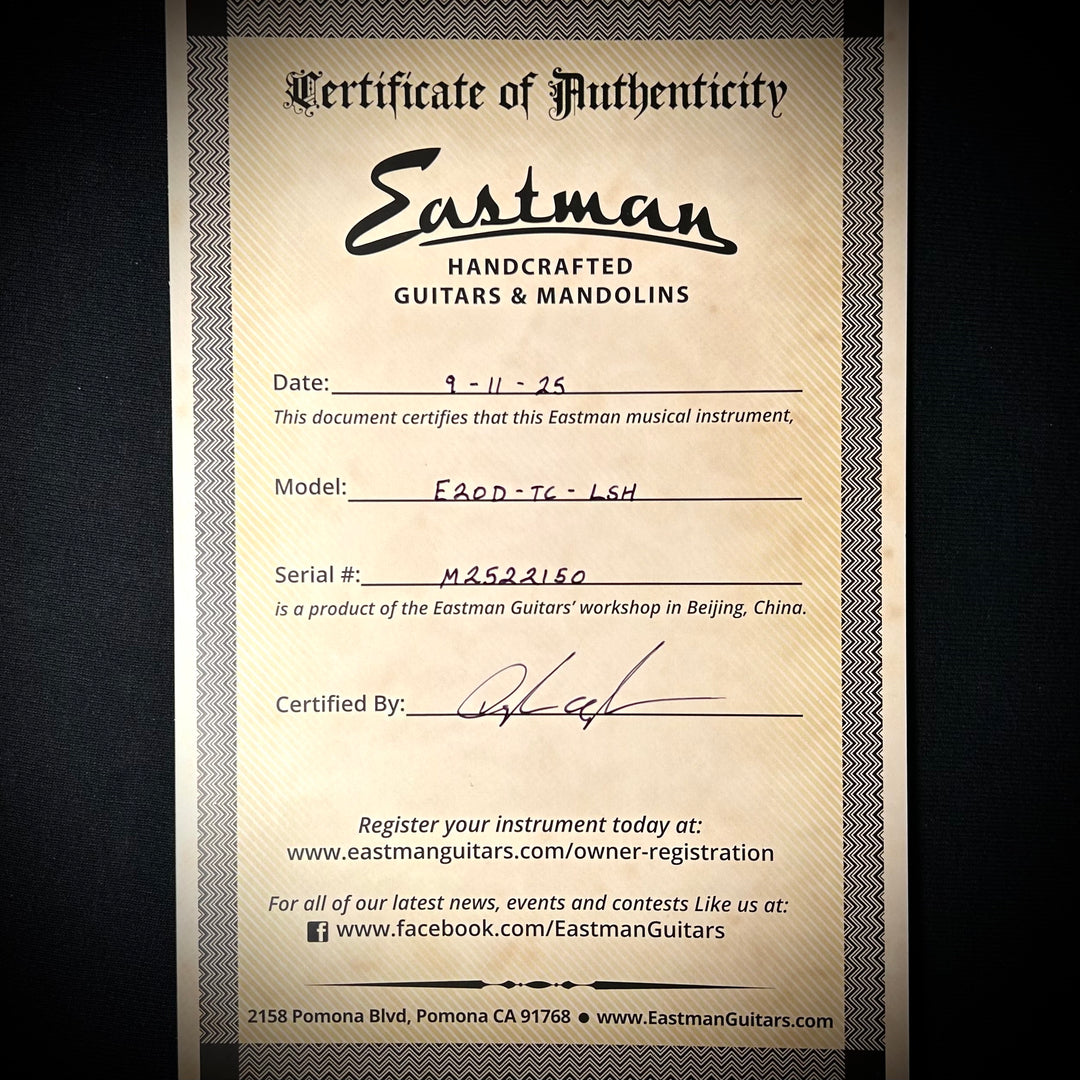 Certificate of Authenticity
Eastman
HANDCRAFTED
GUITARS & MANDOLINS
Date: 9-11-25
This document certifies that this Eastman musical instrument,
Model: E20D-TC-LSH
Serial #: M2522150
is a product of the Eastman Guitars’ workshop in Beijing, China.
Certified By:
Register your instrument today at:
www.eastmanguitars.com/owner-registration
For all of our latest news, events and contests Like us at:
f www.facebook.com/EastmanGuitars
2158 Pomona Blvd, Pomona CA 91768 ● www.EastmanGuitars.com